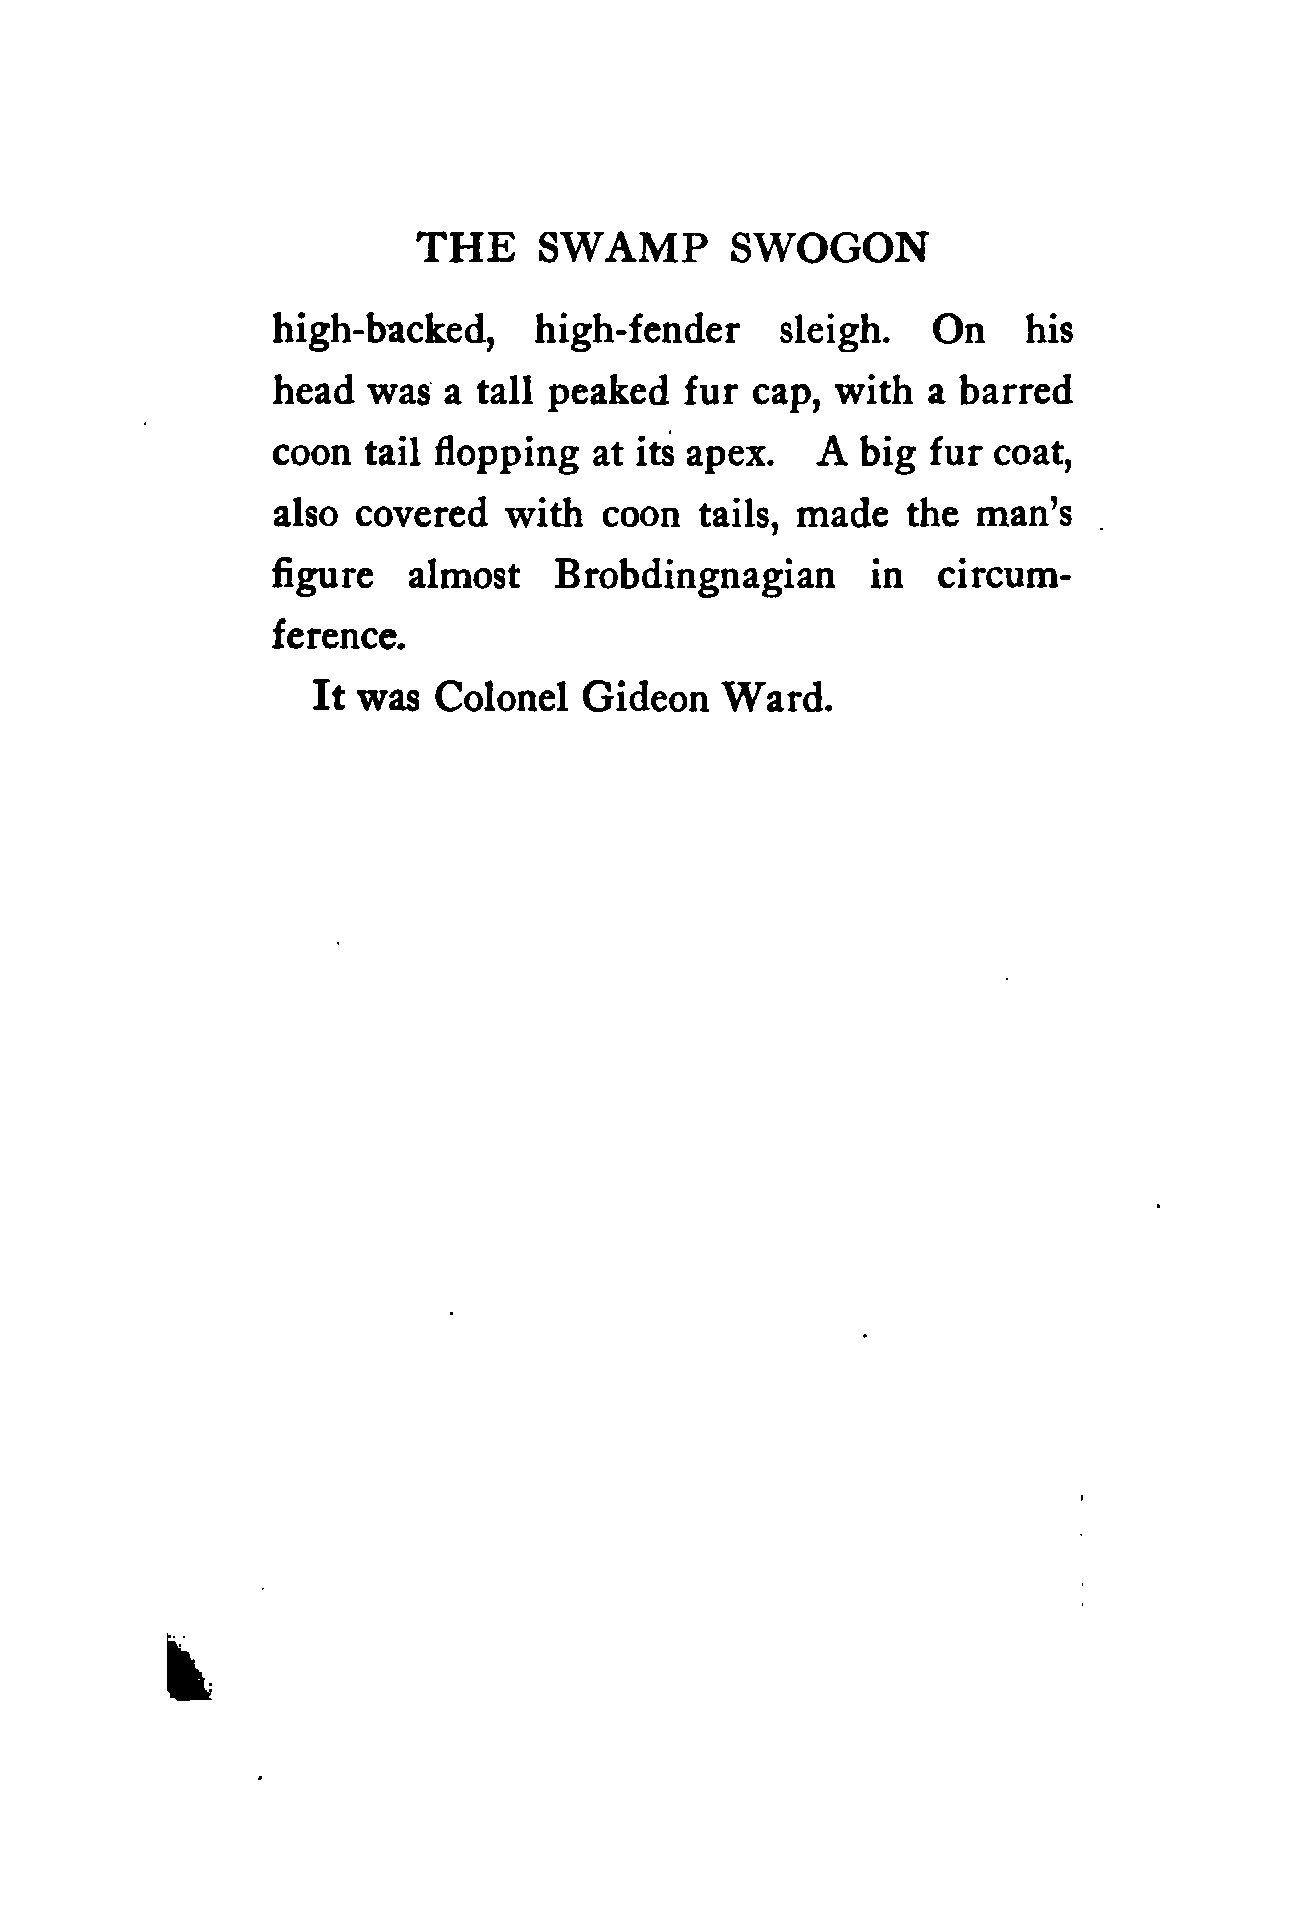 THE SWAMP SWOGON
high-backed, high-fender sleigh. On his
head was a tall peaked fur cap, with a barred
coon tail flopping at its apex. A big fur coat,
also covered with coon tails, made the man's
figure almost Brobdingnagian in circum-
ference.
It was Colonel Gideon Ward.